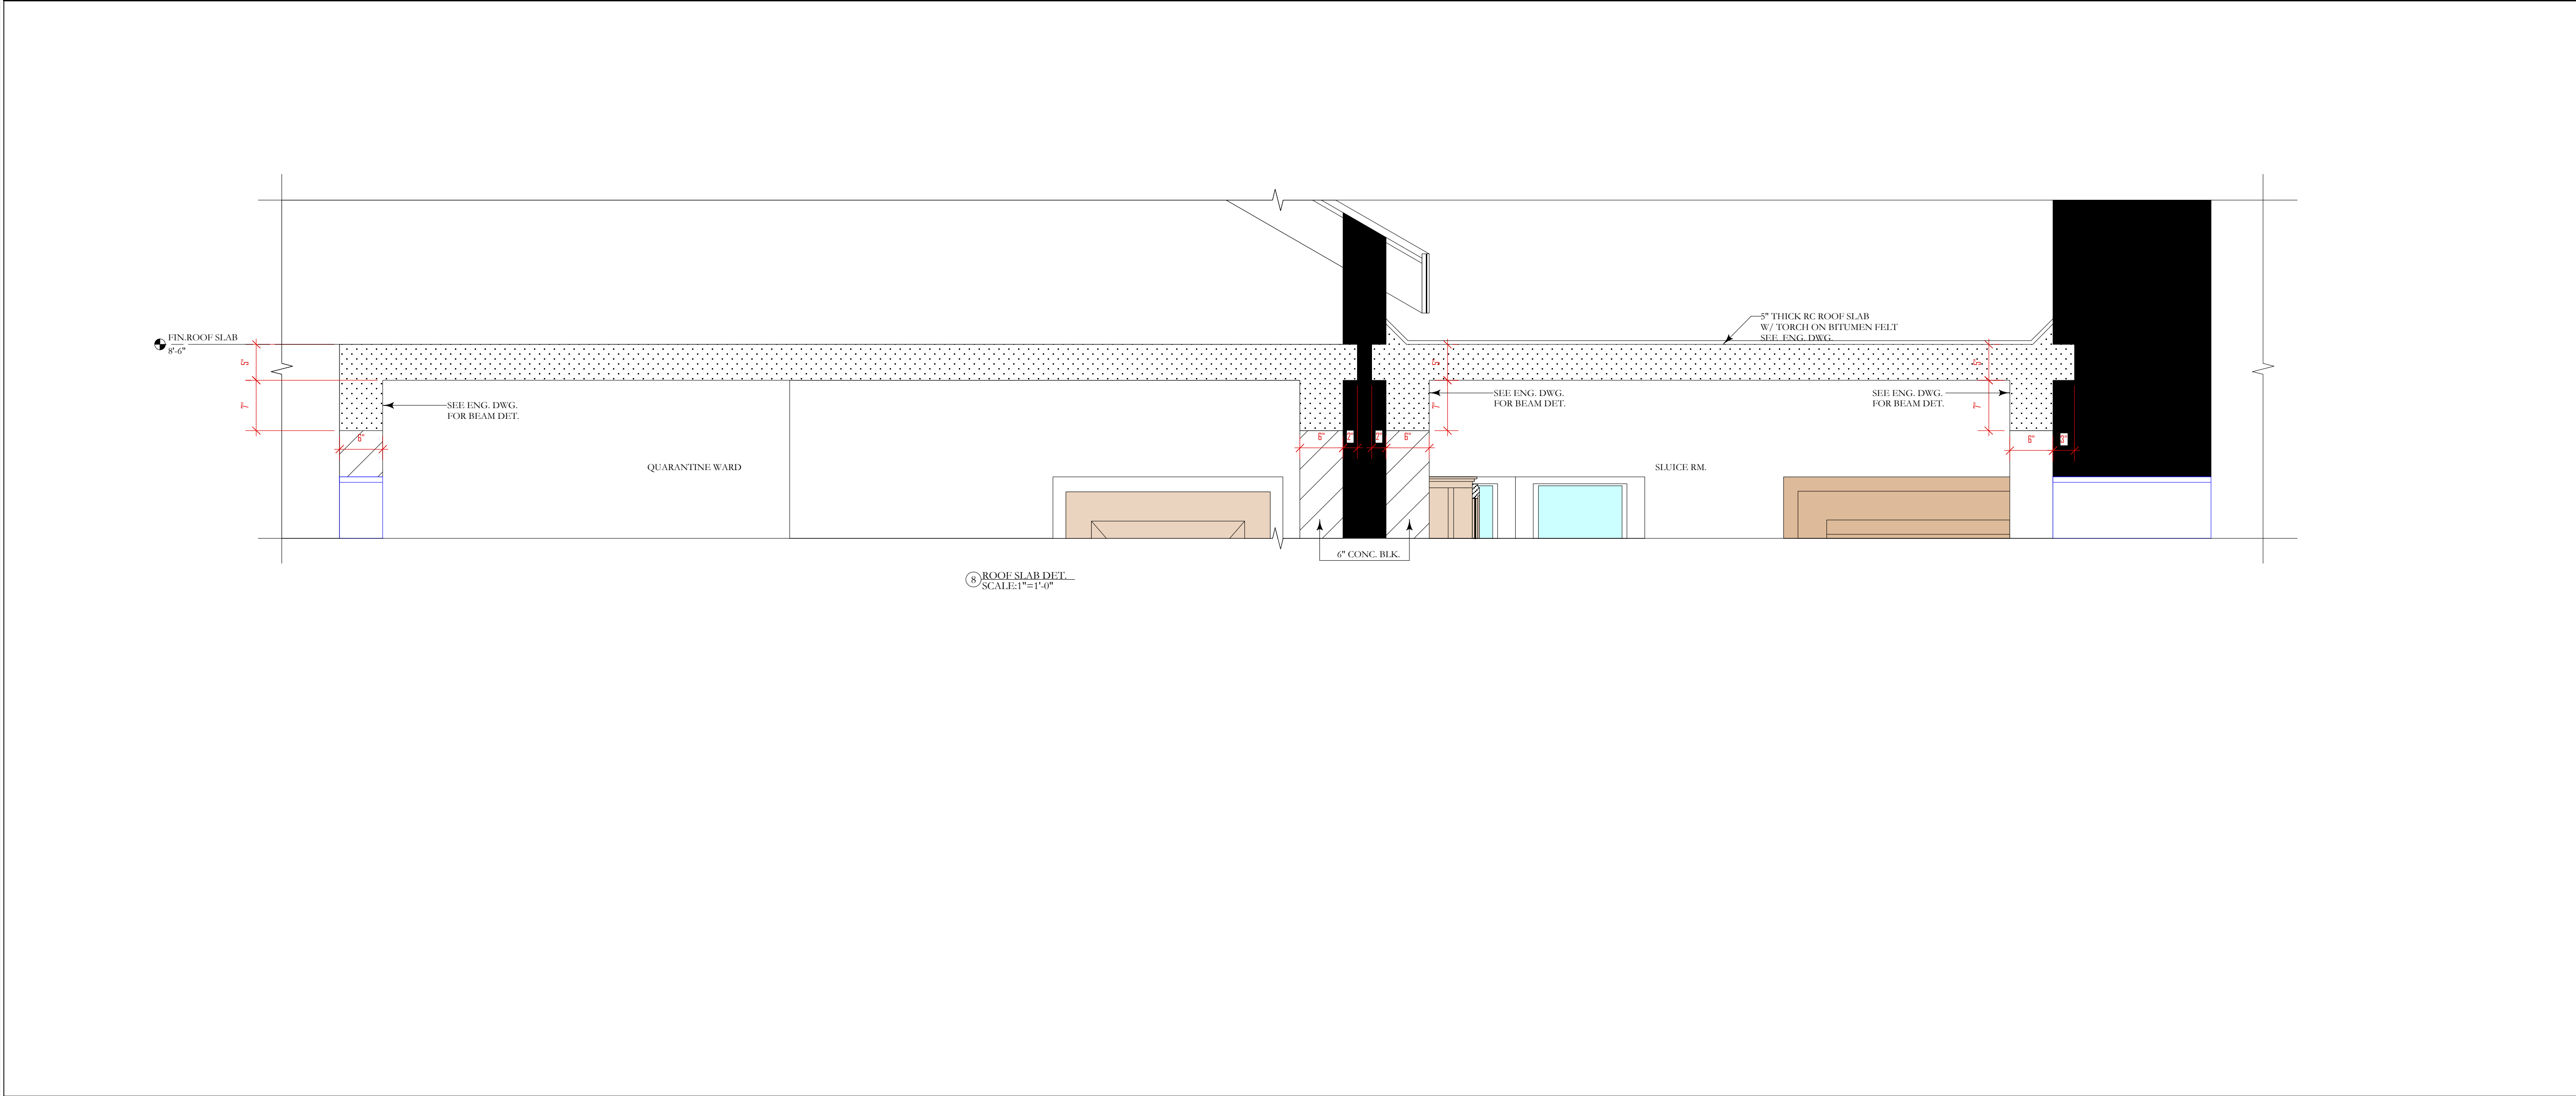 5" THICK RC ROOF SLAB
W/ TORCH ON BITUMEN FELT
SEE  ENG. DWG.
FIN.ROOF SLAB
8'-6"
5"
5"
5"
7"
SEE ENG. DWG.
FOR BEAM DET.
7"
SEE ENG. DWG.
FOR BEAM DET.
SEE ENG. DWG.
FOR BEAM DET.
7"
6"
6"
2"
2"
6"
6"
3"
QUARANTINE WARD
SLUICE RM.
6" CONC. BLK.
8
ROOF SLAB DET.
SCALE:1"=1'-0"